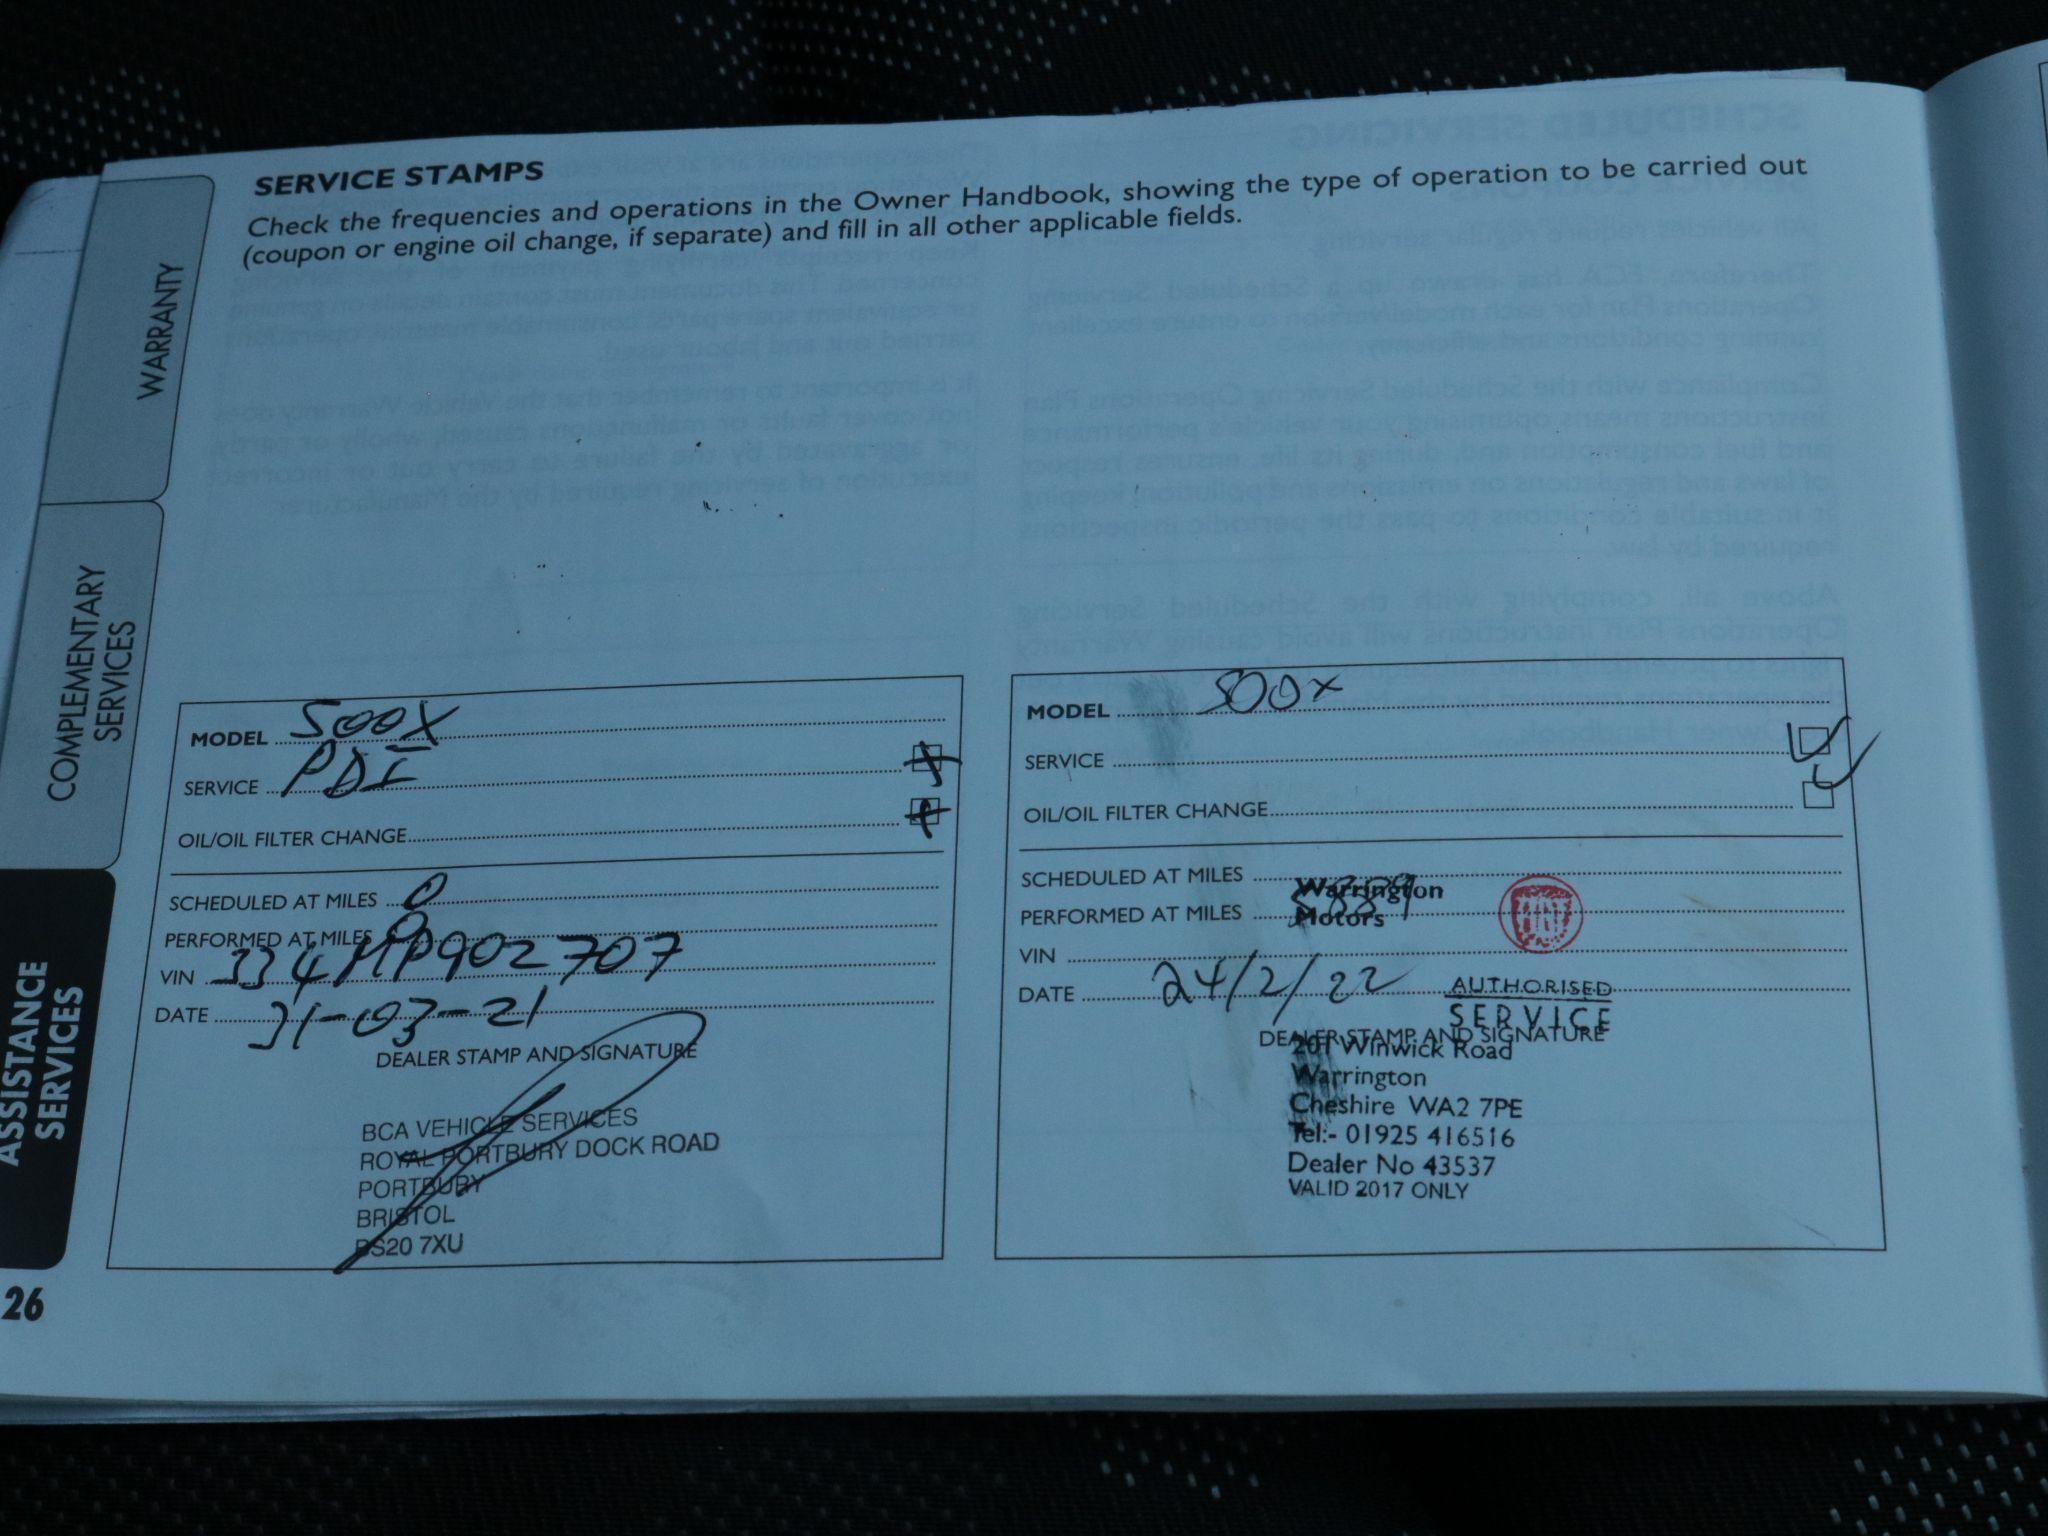 SERVICE STAMPS
Check the frequencies and operations in the Owner Handbook, showing the type of operation to be carried out
(coupon or engine oil change, if separate) and fill in all other applicable fields.
WARRANTY
COMPLEMENTARY
SERVICES
ASSISTANCE
SERVICES
26
MODEL 500X
SERVICE PDI
OIL/OIL FILTER CHANGE
SCHEDULED AT MILES 0
PERFORMED AT MILES 0
VIN 334MP902707
DATE 31-03-21
DEALER STAMP AND SIGNATURE
BCA VEHICLE SERVICES
ROYAL PORTBURY DOCK ROAD
PORTBURY
BRISTOL
BS20 7XU
MODEL 500X
SERVICE
OIL/OIL FILTER CHANGE
SCHEDULED AT MILES
PERFORMED AT MILES
Warrington
Motors
FIAT
VIN
DATE 24/2/22
AUTHORISED
SERVICE
DEALER STAMP AND SIGNATURE
201 Winwick Road
Warrington
Cheshire WA2 7PE
Tel:- 01925 416516
Dealer No 43537
VALID 2017 ONLY